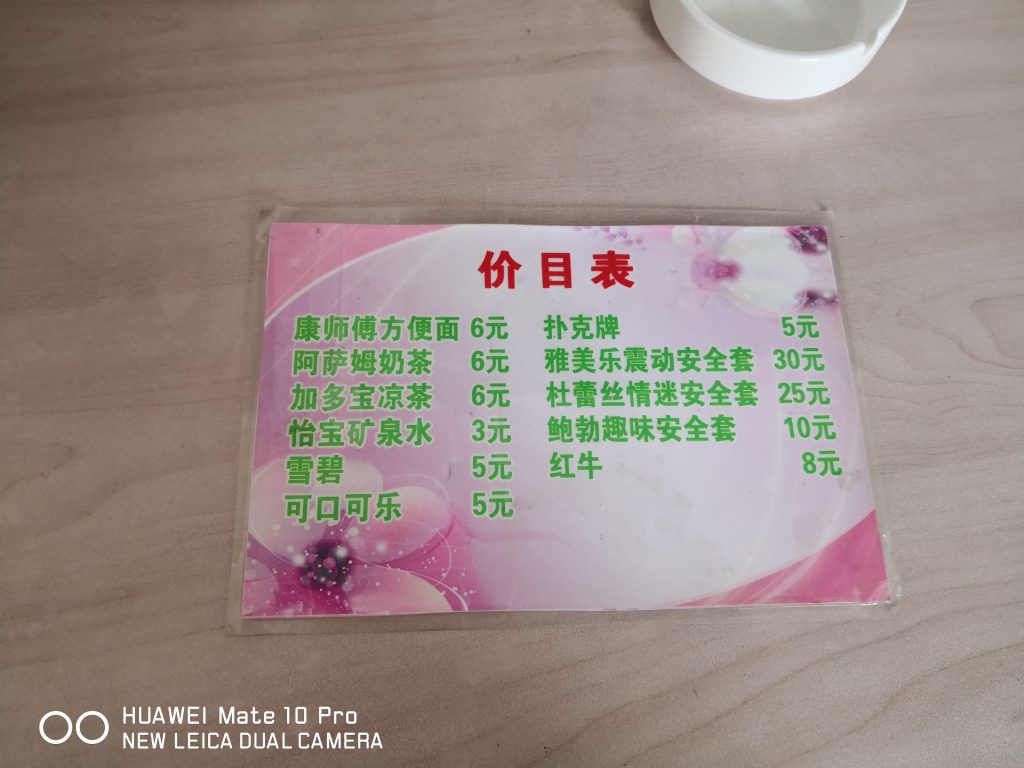 价目表
康师傅方便面 6元
阿萨姆奶茶 6元
加多宝凉茶 6元
怡宝矿泉水 3元
雪碧 5元
可口可乐 5元
扑克牌 5元
雅美乐震动安全套 30元
杜蕾丝情迷安全套 25元
鲍勃趣味安全套 10元
红牛 8元
HUAWEI Mate 10 Pro
NEW LEICA DUAL CAMERA